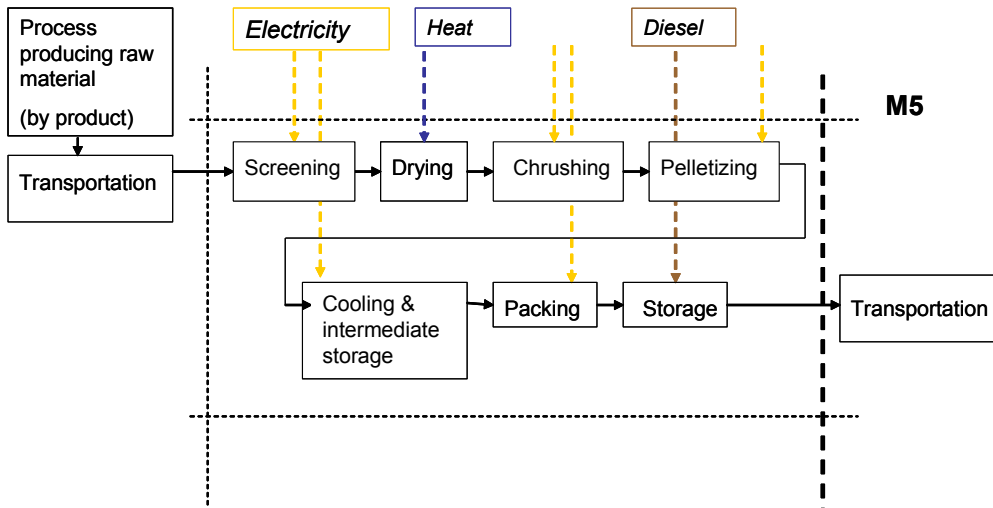 Process
producing raw
material
(by product)
Electricity
Heat
Diesel
M5
Transportation
Screening
Drying
Chrushing
Pelletizing
Cooling &
intermediate
storage
Packing
Storage
Transportation